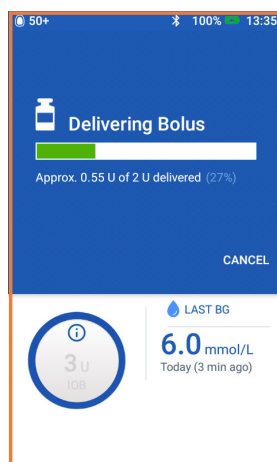 50+ 100% 13:35
Delivering Bolus
Approx. 0.55 U of 2 U delivered (27%)
CANCEL
LAST BG
6.0 mmol/L
Today (3 min ago)
3 U
IOB